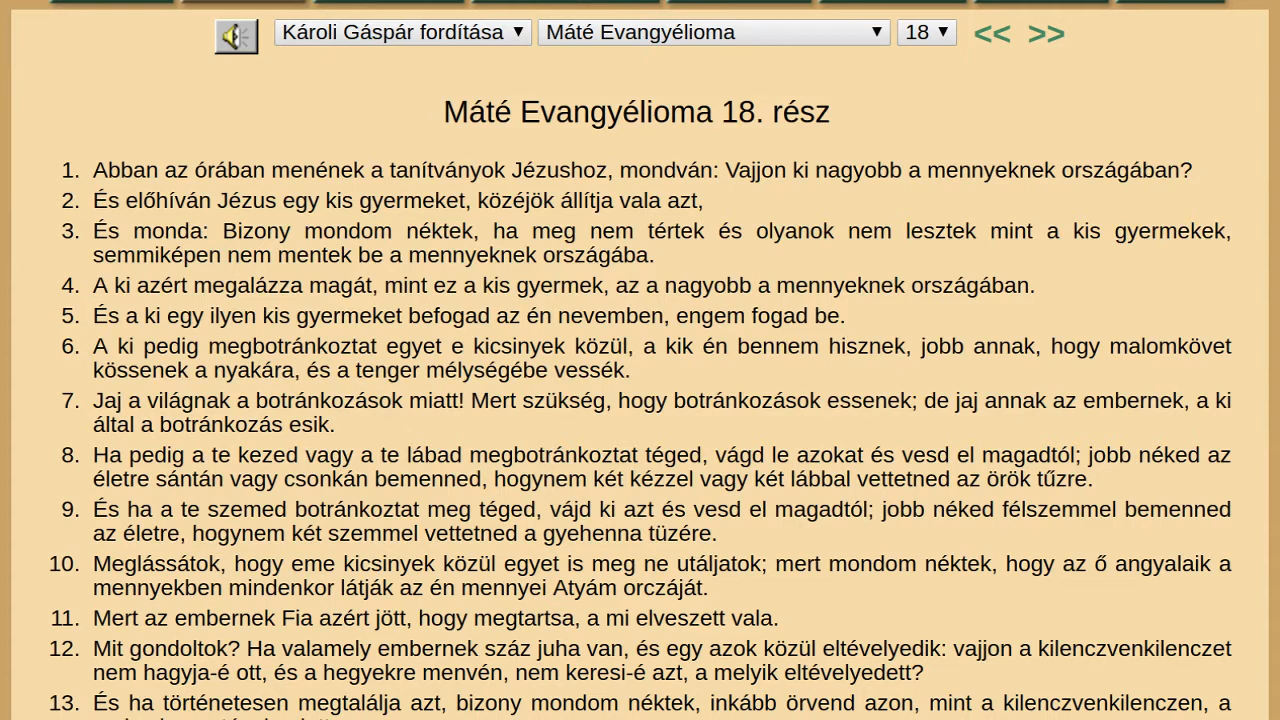 Károli Gáspár fordítása Máté Evangyélioma 18 << >>
Máté Evangyélioma 18. rész
1. Abban az órában menének a tanítványok Jézushoz, mondván: Vajjon ki nagyobb a mennyeknek országában?
2. És előhíván Jézus egy kis gyermeket, közéjök állítja vala azt,
3. És monda: Bizony mondom néktek, ha meg nem tértek és olyanok nem lesztek mint a kis gyermekek,
semmiképen nem mentek be a mennyeknek országába.
4. A ki azért megalázza magát, mint ez a kis gyermek, az a nagyobb a mennyeknek országában.
5. És a ki egy ilyen kis gyermeket befogad az én nevemben, engem fogad be.
6. A ki pedig megbotránkoztat egyet e kicsinyek közül, a kik én bennem hisznek, jobb annak, hogy malomkövet
kössenek a nyakára, és a tenger mélységébe vessék.
7. Jaj a világnak a botránkozások miatt! Mert szükség, hogy botránkozások essenek; de jaj annak az embernek, a ki
által a botránkozás esik.
8. Ha pedig a te kezed vagy a te lábad megbotránkoztat téged, vágd le azokat és vesd el magadtól; jobb néked az
életre sántán vagy csonkán bemenned, hogynem két kézzel vagy két lábbal vettetned az örök tűzre.
9. És ha a te szemed botránkoztat meg téged, vájd ki azt és vesd el magadtól; jobb néked félszemmel bemenned
az életre, hogynem két szemmel vettetned a gyehenna tüzére.
10. Meglássátok, hogy eme kicsinyek közül egyet is meg ne utáljatok; mert mondom néktek, hogy az ő angyalaik a
mennyekben mindenkor látják az én mennyei Atyám orczáját.
11. Mert az embernek Fia azért jött, hogy megtartsa, a mi elveszett vala.
12. Mit gondoltok? Ha valamely embernek száz juha van, és egy azok közül eltévelyedik: vajjon a kilenczvenkilenczet
nem hagyja-é ott, és a hegyekre menvén, nem keresi-é azt, a melyik eltévelyedett?
13. És ha történetesen megtalálja azt, bizony mondom néktek, inkább örvend azon, mint a kilenczvenkilenczen, a